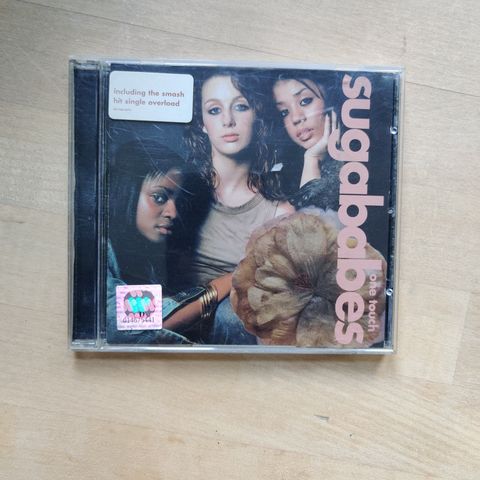 including the smash
hit single overload
sugababes
one touch